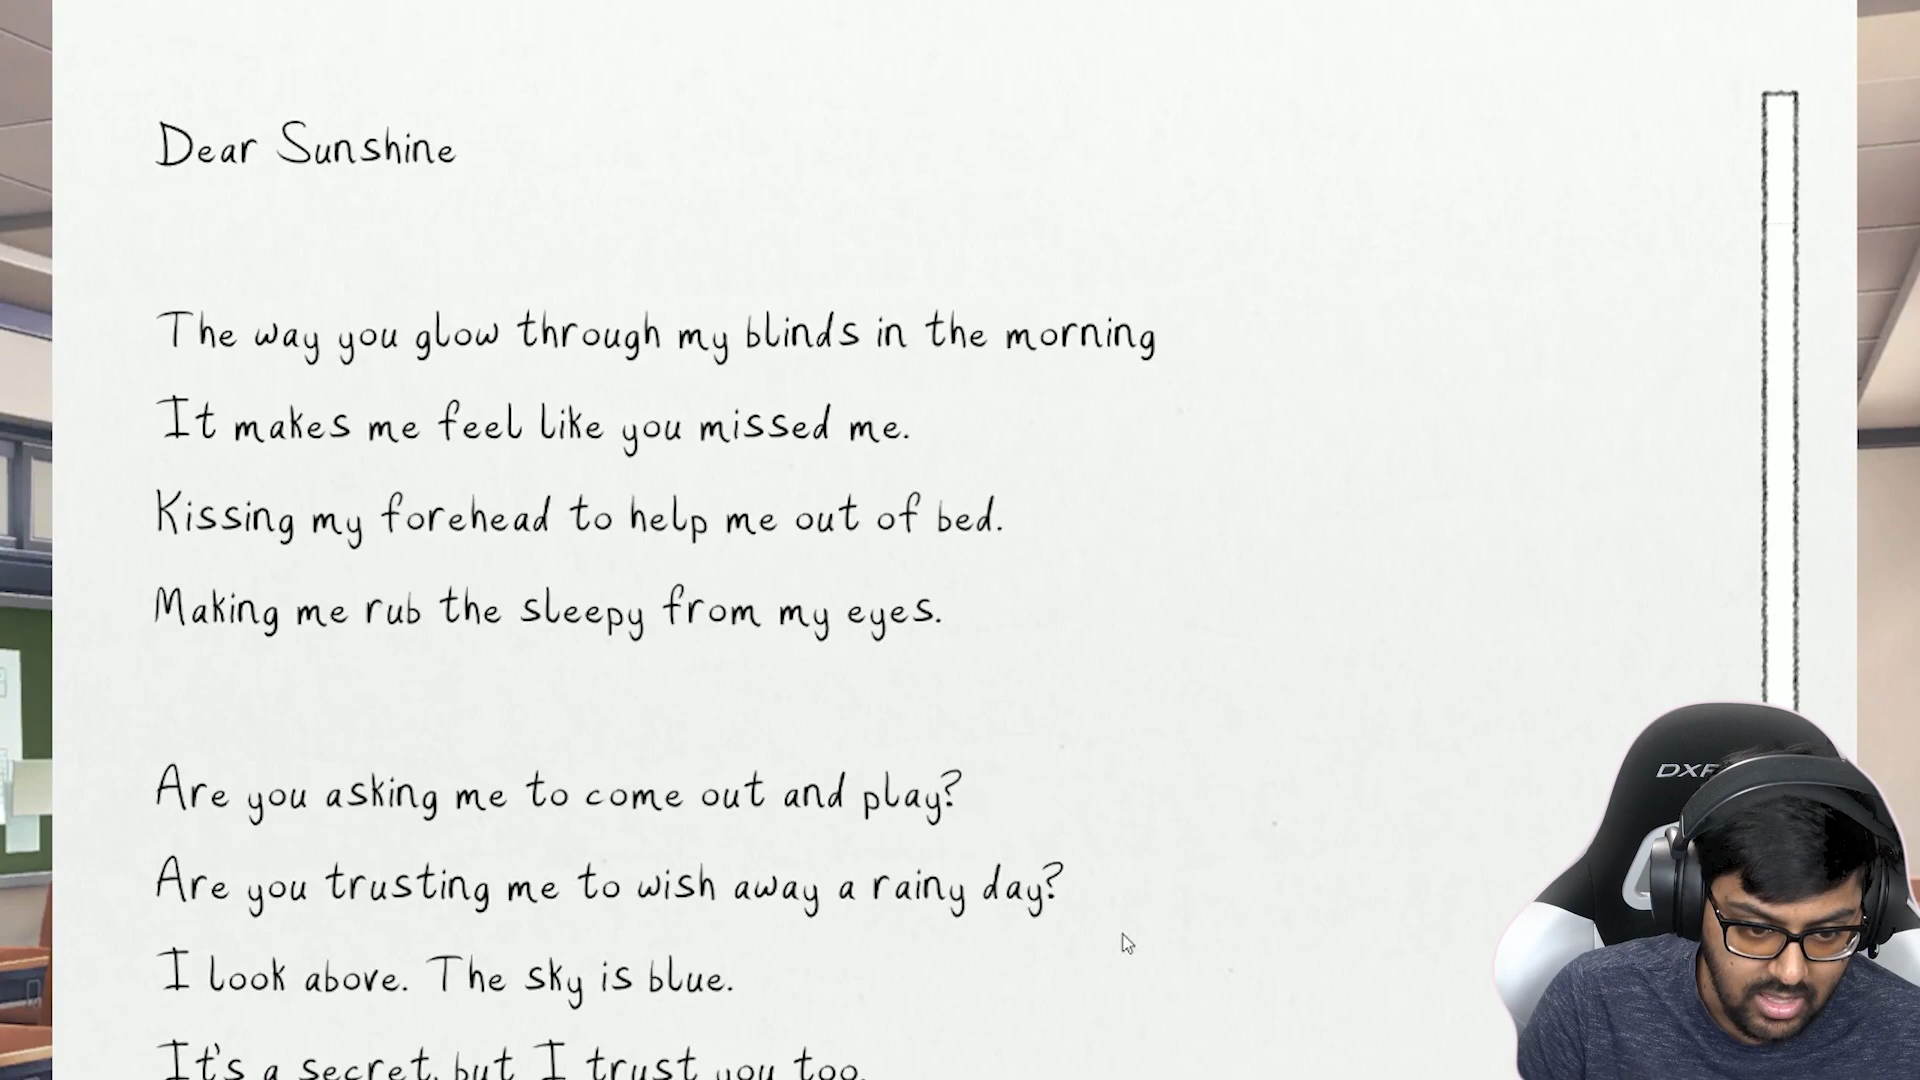 Dear Sunshine
The way you glow through my blinds in the morning
It makes me feel like you missed me.
Kissing my forehead to help me out of bed.
Making me rub the sleepy from my eyes.
Are you asking me to come out and play?
Are you trusting me to wish away a rainy day?
I look above. The sky is blue.
It's a secret, but I trust you too.